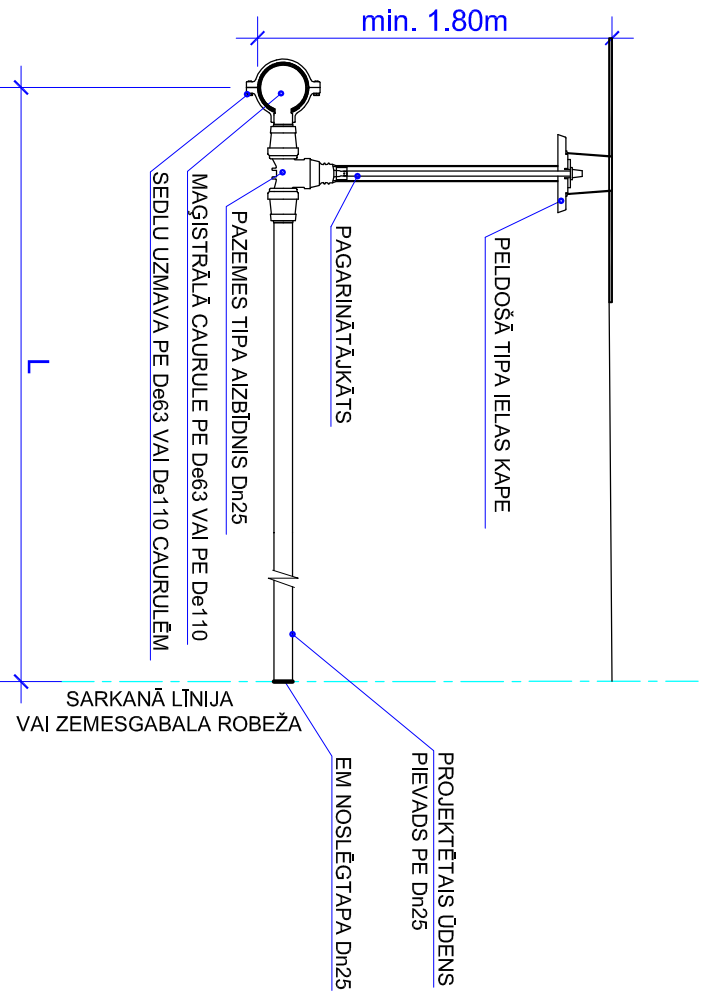 min. 1.80m
PELDOŠĀ TIPA IELAS KAPE
PAGARINĀTĀJKĀTS
PAZEMES TIPA AIZBĪDNIS Dn25
MAĢISTRĀLĀ CAURULE PE De63 VAI PE De110
SEDLU UZMAVA PE De63 VAI De110 CAURULĒM
L
SARKANĀ LĪNIJA
VAI ZEMESGABALA ROBEŽA
PROJEKTĒTAIS ŪDENS
PIEVADS PE Dn25
EM NOSLĒGTAPA Dn25